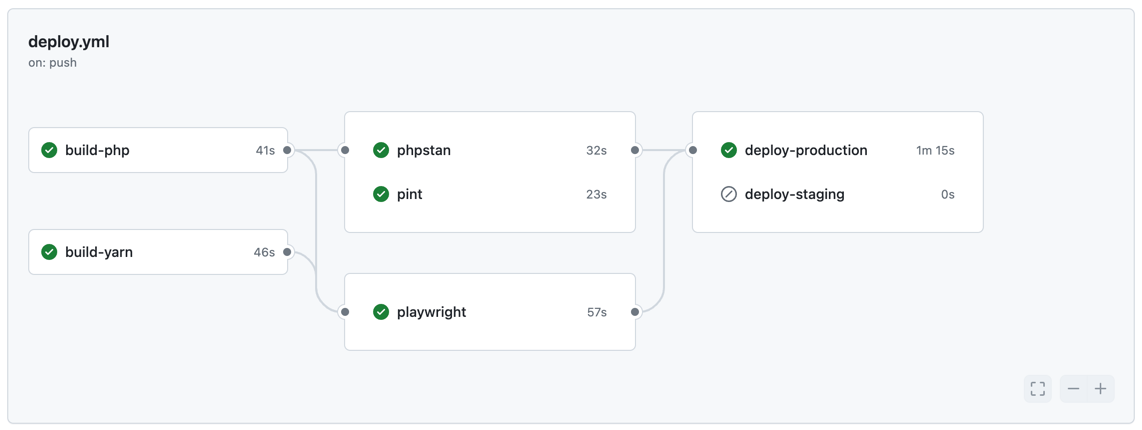 deploy.yml
on: push
build-php 41s
build-yarn 46s
phpstan 32s
pint 23s
playwright 57s
deploy-production 1m 15s
deploy-staging 0s